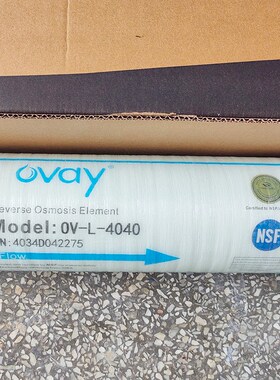 ovay
everse Osmosis Element
Model: OV-L-4040
N: 4034D042275
Flow
NSF